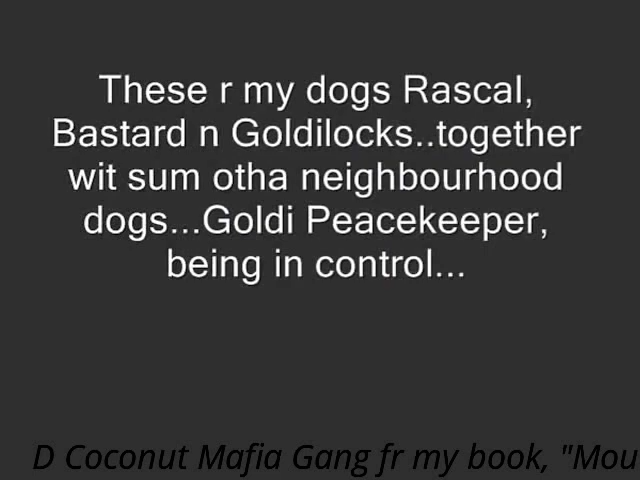 These r my dogs Rascal,
Bastard n Goldilocks..together
wit sum otha neighbourhood
dogs...Goldi Peacekeeper,
being in control...
D Coconut Mafia Gang fr my book, "Mou